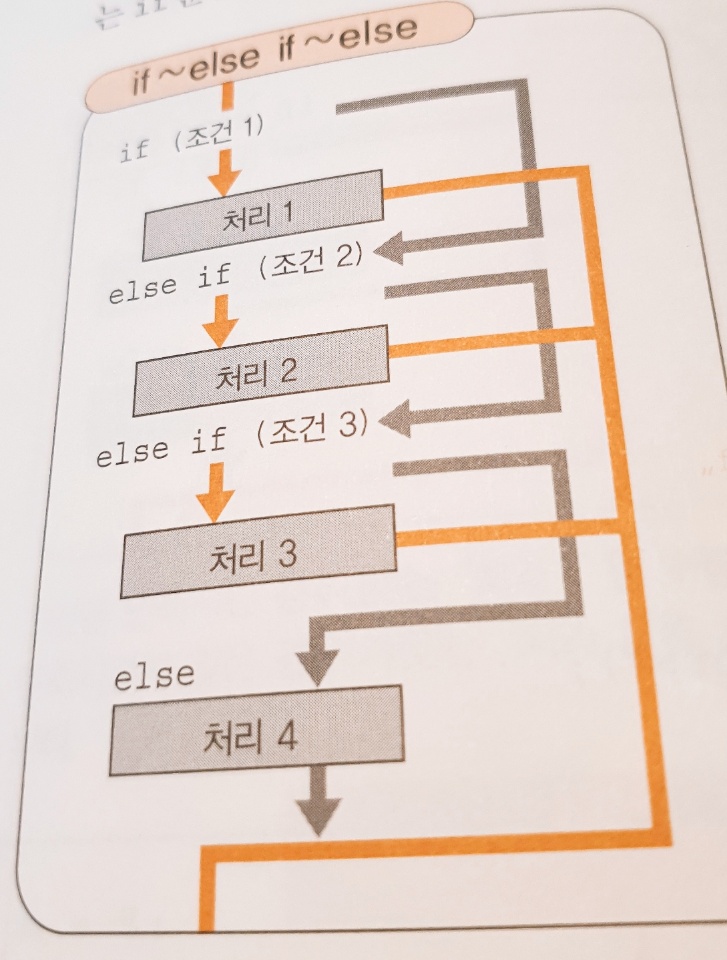 if ~else if ~else
if (조건 1)
처리 1
else if (조건 2)
처리 2
else if (조건 3)
처리 3
else
처리 4